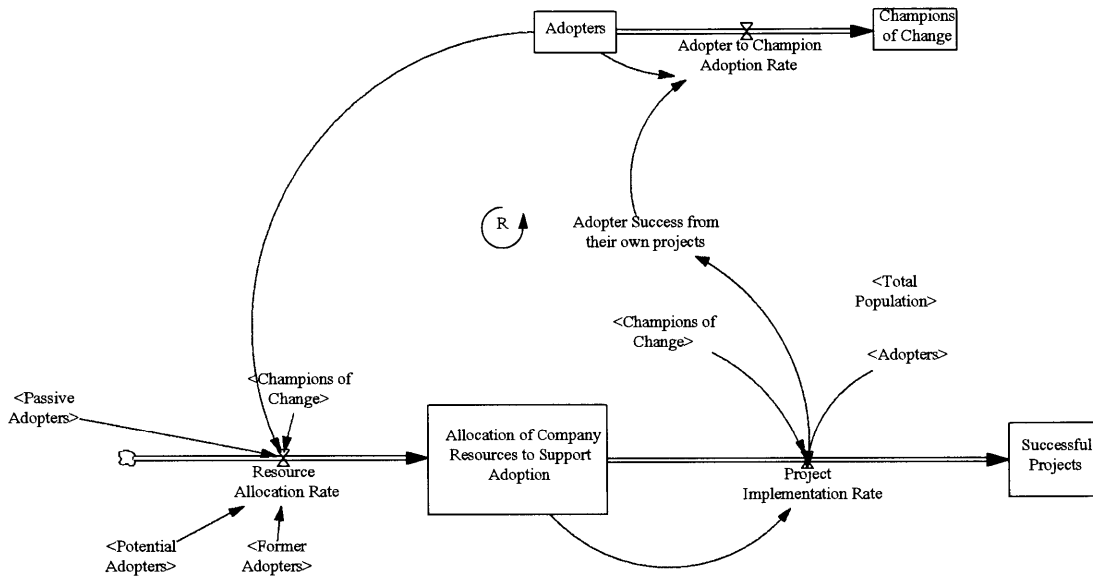 Adopters
Champions
of Change
Adopter to Champion
Adoption Rate
R
Adopter Success from
their own projects
<Total
Population>
<Champions of
Change>
<Adopters>
<Champions of
Change>
<Passive
Adopters>
Allocation of Company
Resources to Support
Adoption
Successful
Projects
Resource
Allocation Rate
Project
Implementation Rate
<Potential
Adopters>
<Former
Adopters>